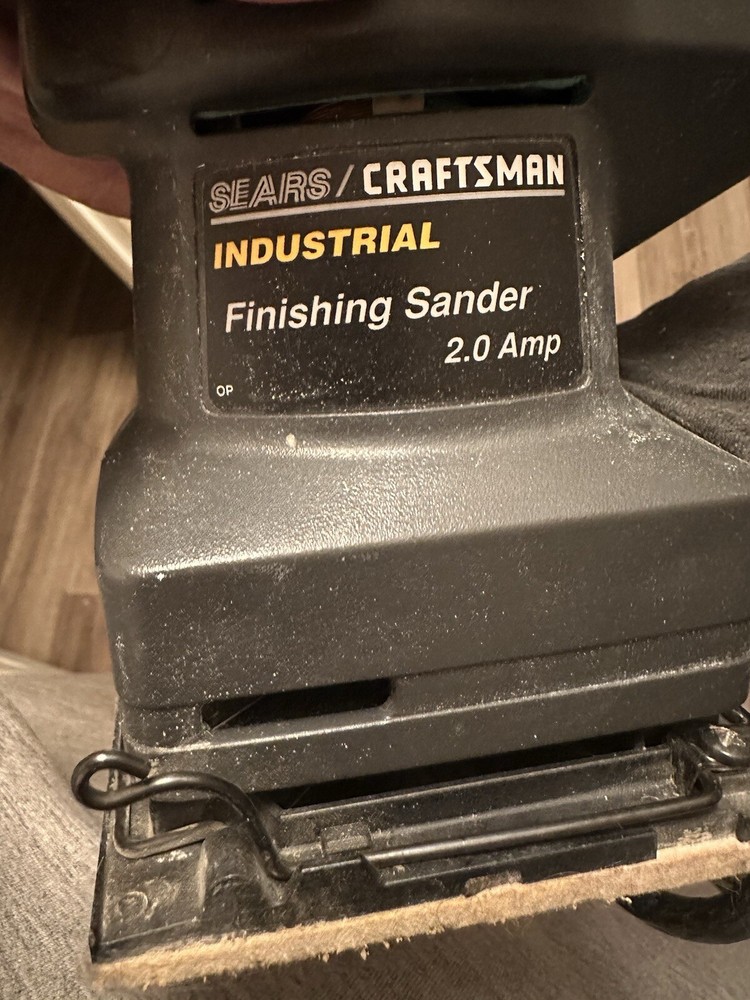 SEARS / CRAFTSMAN
INDUSTRIAL
Finishing Sander
2.0 Amp
OP